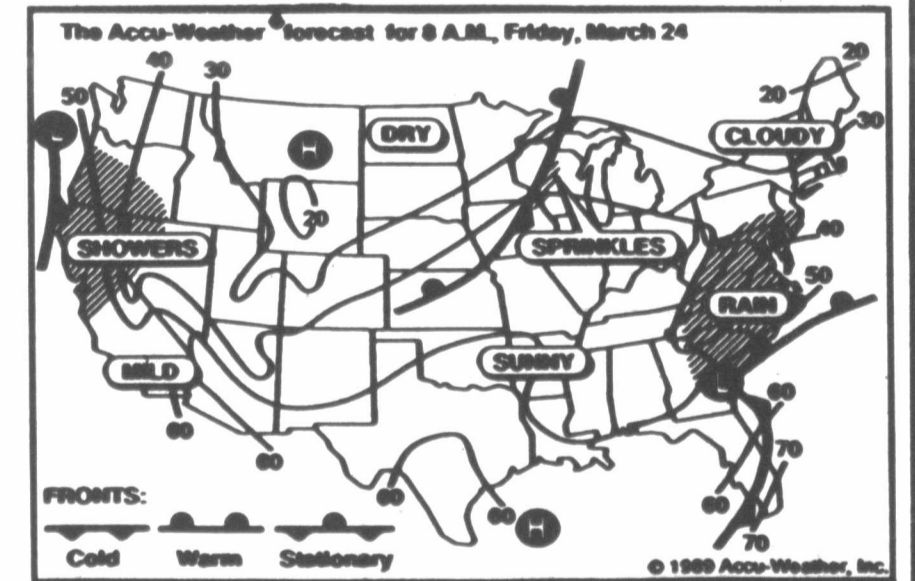 The Accu-Weather forecast for 8 A.M., Friday, March 24
40
30
20
50
20
30
L
H
DRY
CLOUDY
20
SHOWERS
SPRINKLES
40
50
RAIN
MILD
SUNNY
L
60
60
60
70
60
60
60
H
70
FRONTS:
Cold Warm Stationary
© 1989 Accu-Weather, Inc.